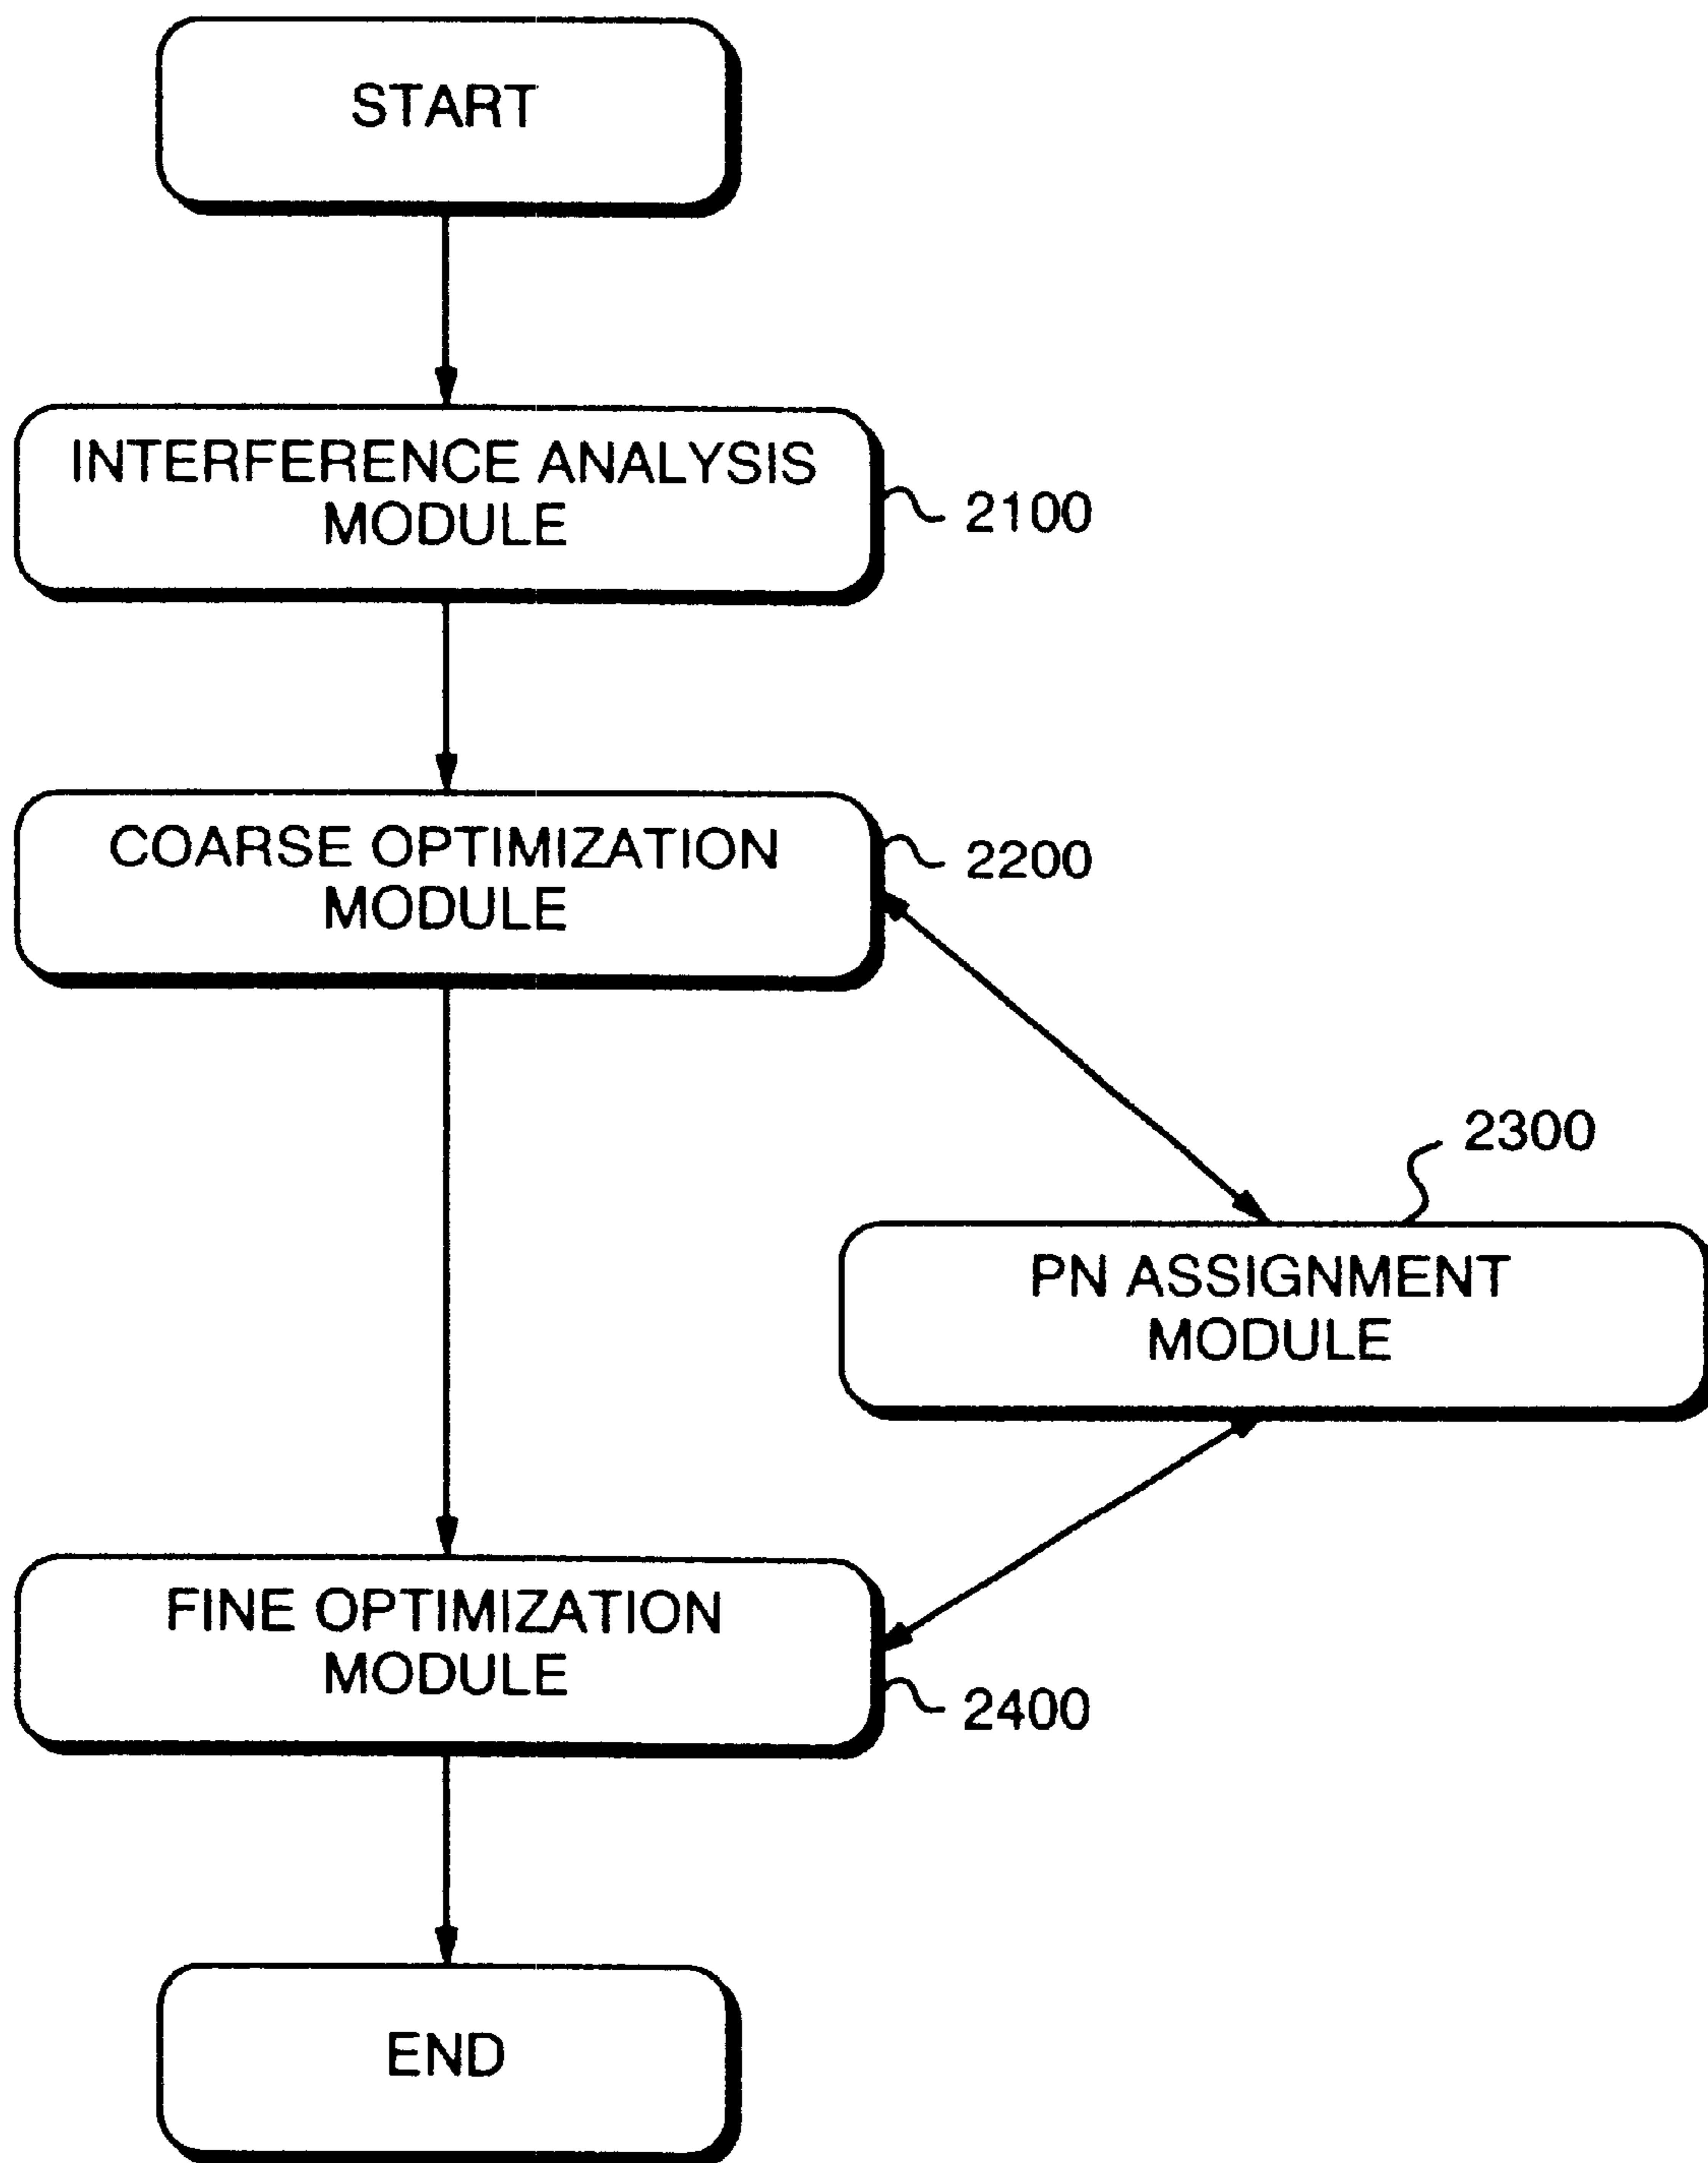 START
INTERFERENCE ANALYSIS
MODULE
2100
COARSE OPTIMIZATION
MODULE
2200
2300
PN ASSIGNMENT
MODULE
FINE OPTIMIZATION
MODULE
2400
END